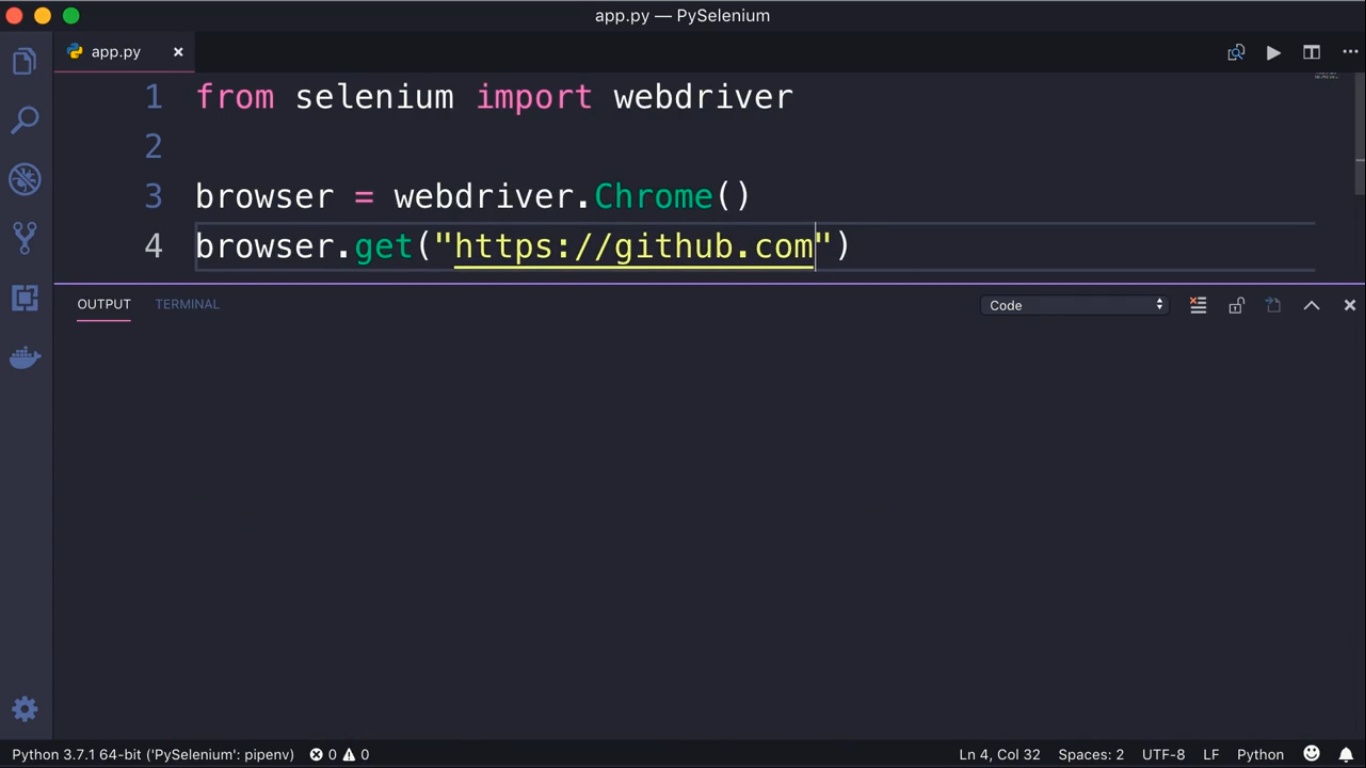 app.py — PySelenium
app.py
1 from selenium import webdriver
2
3 browser = webdriver.Chrome()
4 browser.get("https://github.com")
OUTPUT TERMINAL Code
Python 3.7.1 64-bit ('PySelenium': pipenv) 0 0 Ln 4, Col 32 Spaces: 2 UTF-8 LF Python